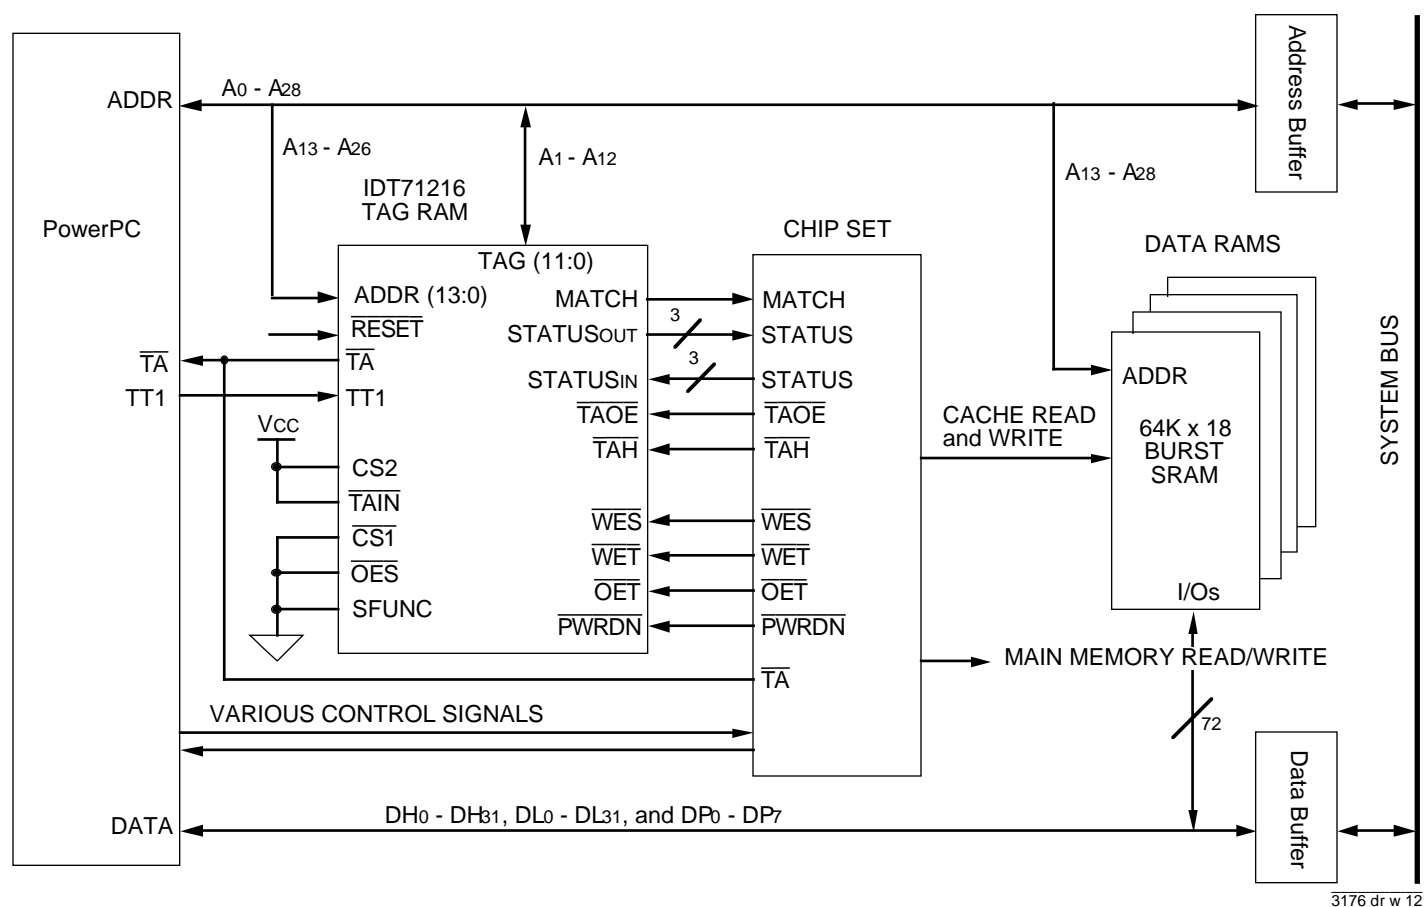 ADDR
A0 - A28
Address Buffer
A13 - A26
A1 - A12
A13 - A28
IDT71216
TAG RAM
PowerPC
CHIP SET
DATA RAMS
SYSTEM BUS
TAG (11:0)
ADDR (13:0)
MATCH
MATCH
RESET
STATUSOUT
3
STATUS
TA
TA
STATUSIN
3
STATUS
ADDR
TT1
TT1
TAOE
TAOE
CACHE READ
and WRITE
64K x 18
BURST
SRAM
VCC
TAH
TAH
CS2
TAIN
WES
WES
CS1
WET
WET
OES
OET
OET
I/Os
SFUNC
PWRDN
PWRDN
MAIN MEMORY READ/WRITE
TA
VARIOUS CONTROL SIGNALS
72
Data Buffer
DATA
DH0 - DH31, DL0 - DL31, and DP0 - DP7
3176 drw 12